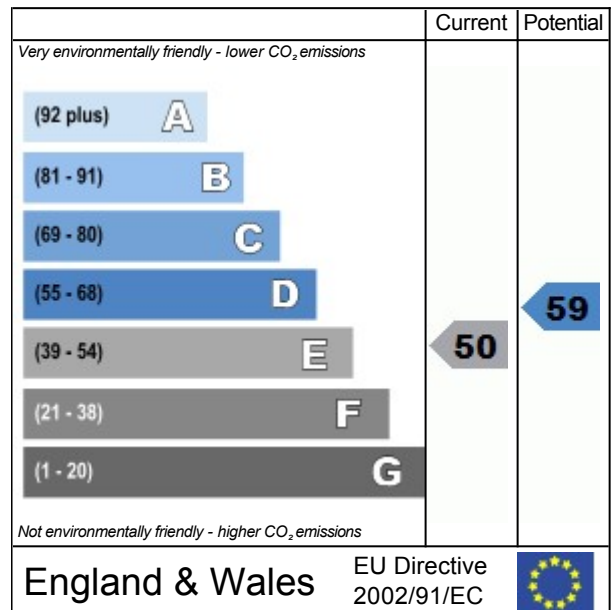 Current Potential
Very environmentally friendly - lower CO₂ emissions
(92 plus) A
(81 - 91) B
(69 - 80) C
(55 - 68) D
59
(39 - 54) E
50
(21 - 38) F
(1 - 20) G
Not environmentally friendly - higher CO₂ emissions
England & Wales
EU Directive
2002/91/EC